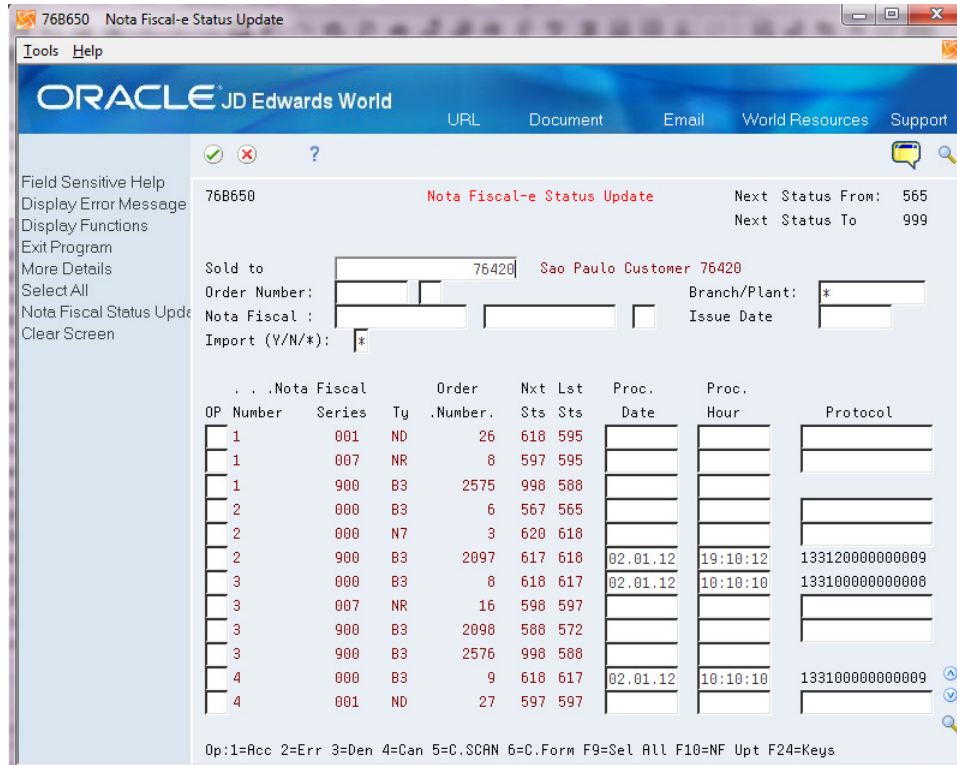 76B650 Nota Fiscal-e Status Update
Tools Help
ORACLE JD Edwards World
URL Document Email World Resources Support
?
Field Sensitive Help
Display Error Message
Display Functions
Exit Program
More Details
Select All
Nota Fiscal Status Upda
Clear Screen
76B650 Nota Fiscal-e Status Update Next Status From: 565
Next Status To 999
Sold to 76420 Sao Paulo Customer 76420
Order Number: Branch/Plant: *
Nota Fiscal : Issue Date
Import (Y/N/*): *
. . .Nota Fiscal Order Nxt Lst Proc. Proc.
OP Number Series Ty .Number. Sts Sts Date Hour Protocol
1 001 ND 26 618 595
1 007 NR 8 597 595
1 900 B3 2575 998 588
2 000 B3 6 567 565
2 000 N7 3 620 618
2 900 B3 2097 617 618 02.01.12 19:10:12 133120000000009
3 000 B3 8 618 617 02.01.12 10:10:10 133100000000008
3 007 NR 16 598 597
3 900 B3 2098 588 572
3 900 B3 2576 998 588
4 000 B3 9 618 617 02.01.12 10:10:10 133100000000009
4 001 ND 27 597 597
Op:1=Acc 2=Err 3=Den 4=Can 5=C.SCAN 6=C.Form F9=Sel All F10=NF Upt F24=Keys